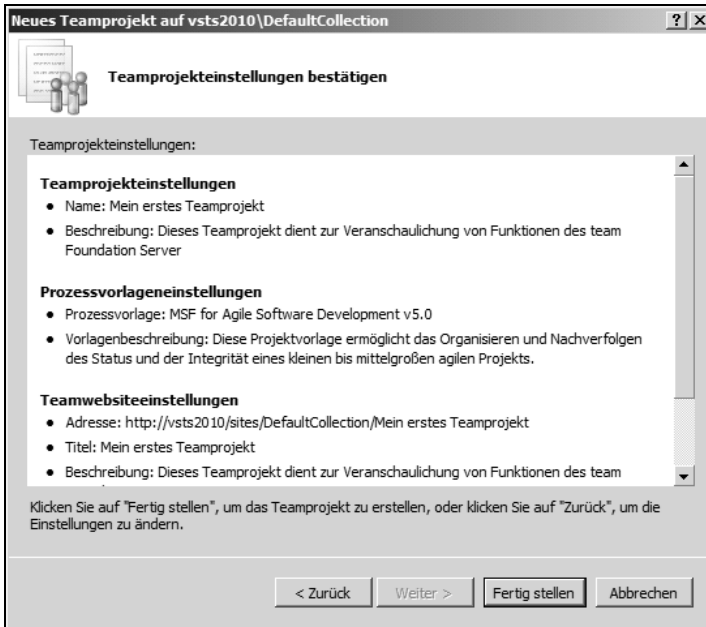 Neues Teamprojekt auf vsts2010\DefaultCollection
Teamprojekteinstellungen bestätigen
Teamprojekteinstellungen:
Teamprojekteinstellungen
• Name: Mein erstes Teamprojekt
• Beschreibung: Dieses Teamprojekt dient zur Veranschaulichung von Funktionen des team
Foundation Server
Prozessvorlageneinstellungen
• Prozessvorlage: MSF for Agile Software Development v5.0
• Vorlagenbeschreibung: Diese Projektvorlage ermöglicht das Organisieren und Nachverfolgen
des Status und der Integrität eines kleinen bis mittelgroßen agilen Projekts.
Teamwebsiteeinstellungen
• Adresse: http://vsts2010/sites/DefaultCollection/Mein erstes Teamprojekt
• Titel: Mein erstes Teamprojekt
• Beschreibung: Dieses Teamprojekt dient zur Veranschaulichung von Funktionen des team
Klicken Sie auf "Fertig stellen", um das Teamprojekt zu erstellen, oder klicken Sie auf "Zurück", um die
Einstellungen zu ändern.
< Zurück
Weiter >
Fertig stellen
Abbrechen